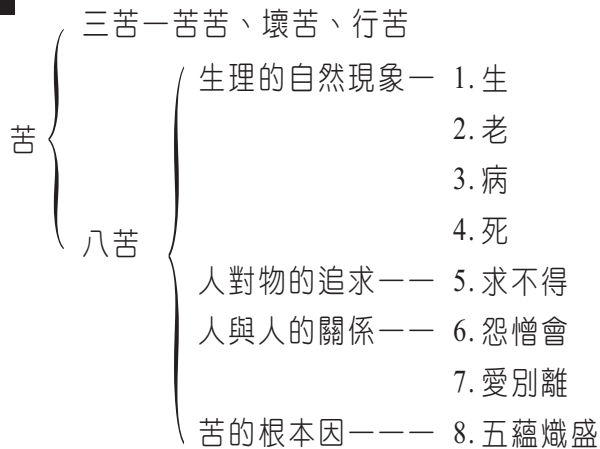 三苦—苦苦、壞苦、行苦
生理的自然現象— 1. 生
2. 老
苦
3. 病
4. 死
八苦
人對物的追求—— 5. 求不得
人與人的關係—— 6. 怨憎會
7. 愛別離
苦的根本因——— 8. 五蘊熾盛